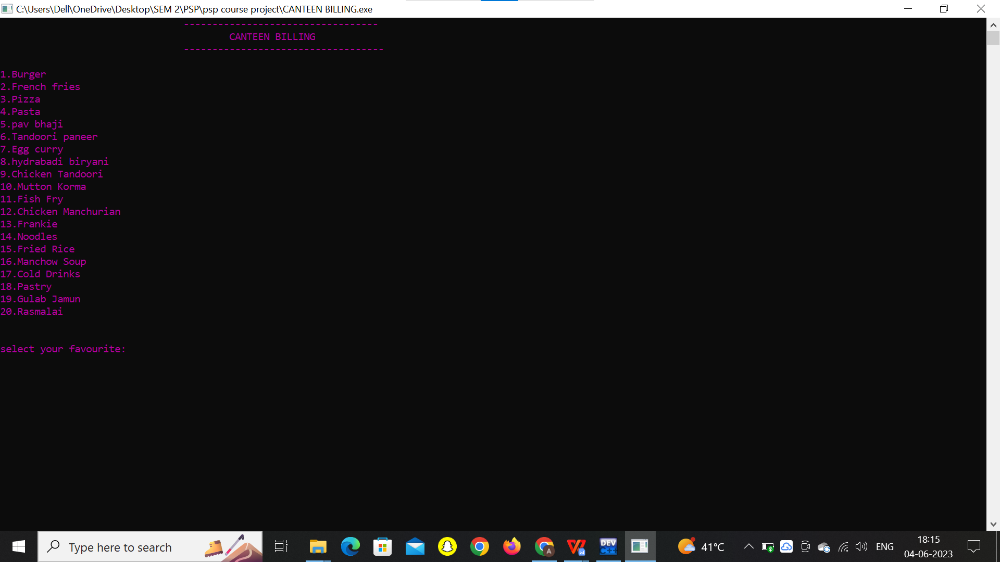 C:\Users\Dell\OneDrive\Desktop\SEM 2\PSP\psp course project\CANTEEN BILLING.exe
----------------------------------
CANTEEN BILLING
-----------------------------------
1.Burger
2.French fries
3.Pizza
4.Pasta
5.pav bhaji
6.Tandoori paneer
7.Egg curry
8.hydrabadi biryani
9.Chicken Tandoori
10.Mutton Korma
11.Fish Fry
12.Chicken Manchurian
13.Frankie
14.Noodles
15.Fried Rice
16.Manchow Soup
17.Cold Drinks
18.Pastry
19.Gulab Jamun
20.Rasmalai
select your favourite:
Type here to search
A
W
DEV
C++
41°C
ENG
18:15
04-06-2023